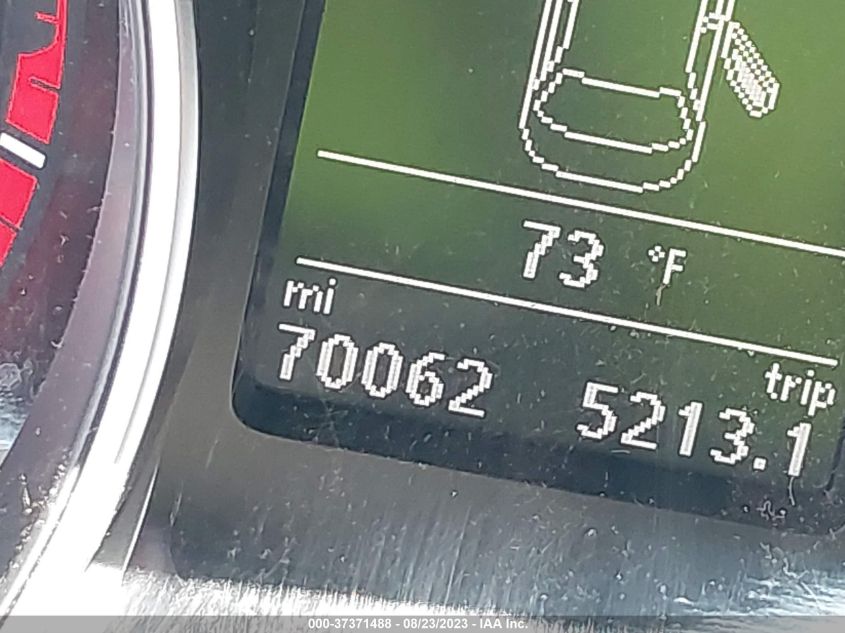 73 °F
mi
trip
70062 5213.1
000-37371488 - 08/23/2023 - IAA Inc.